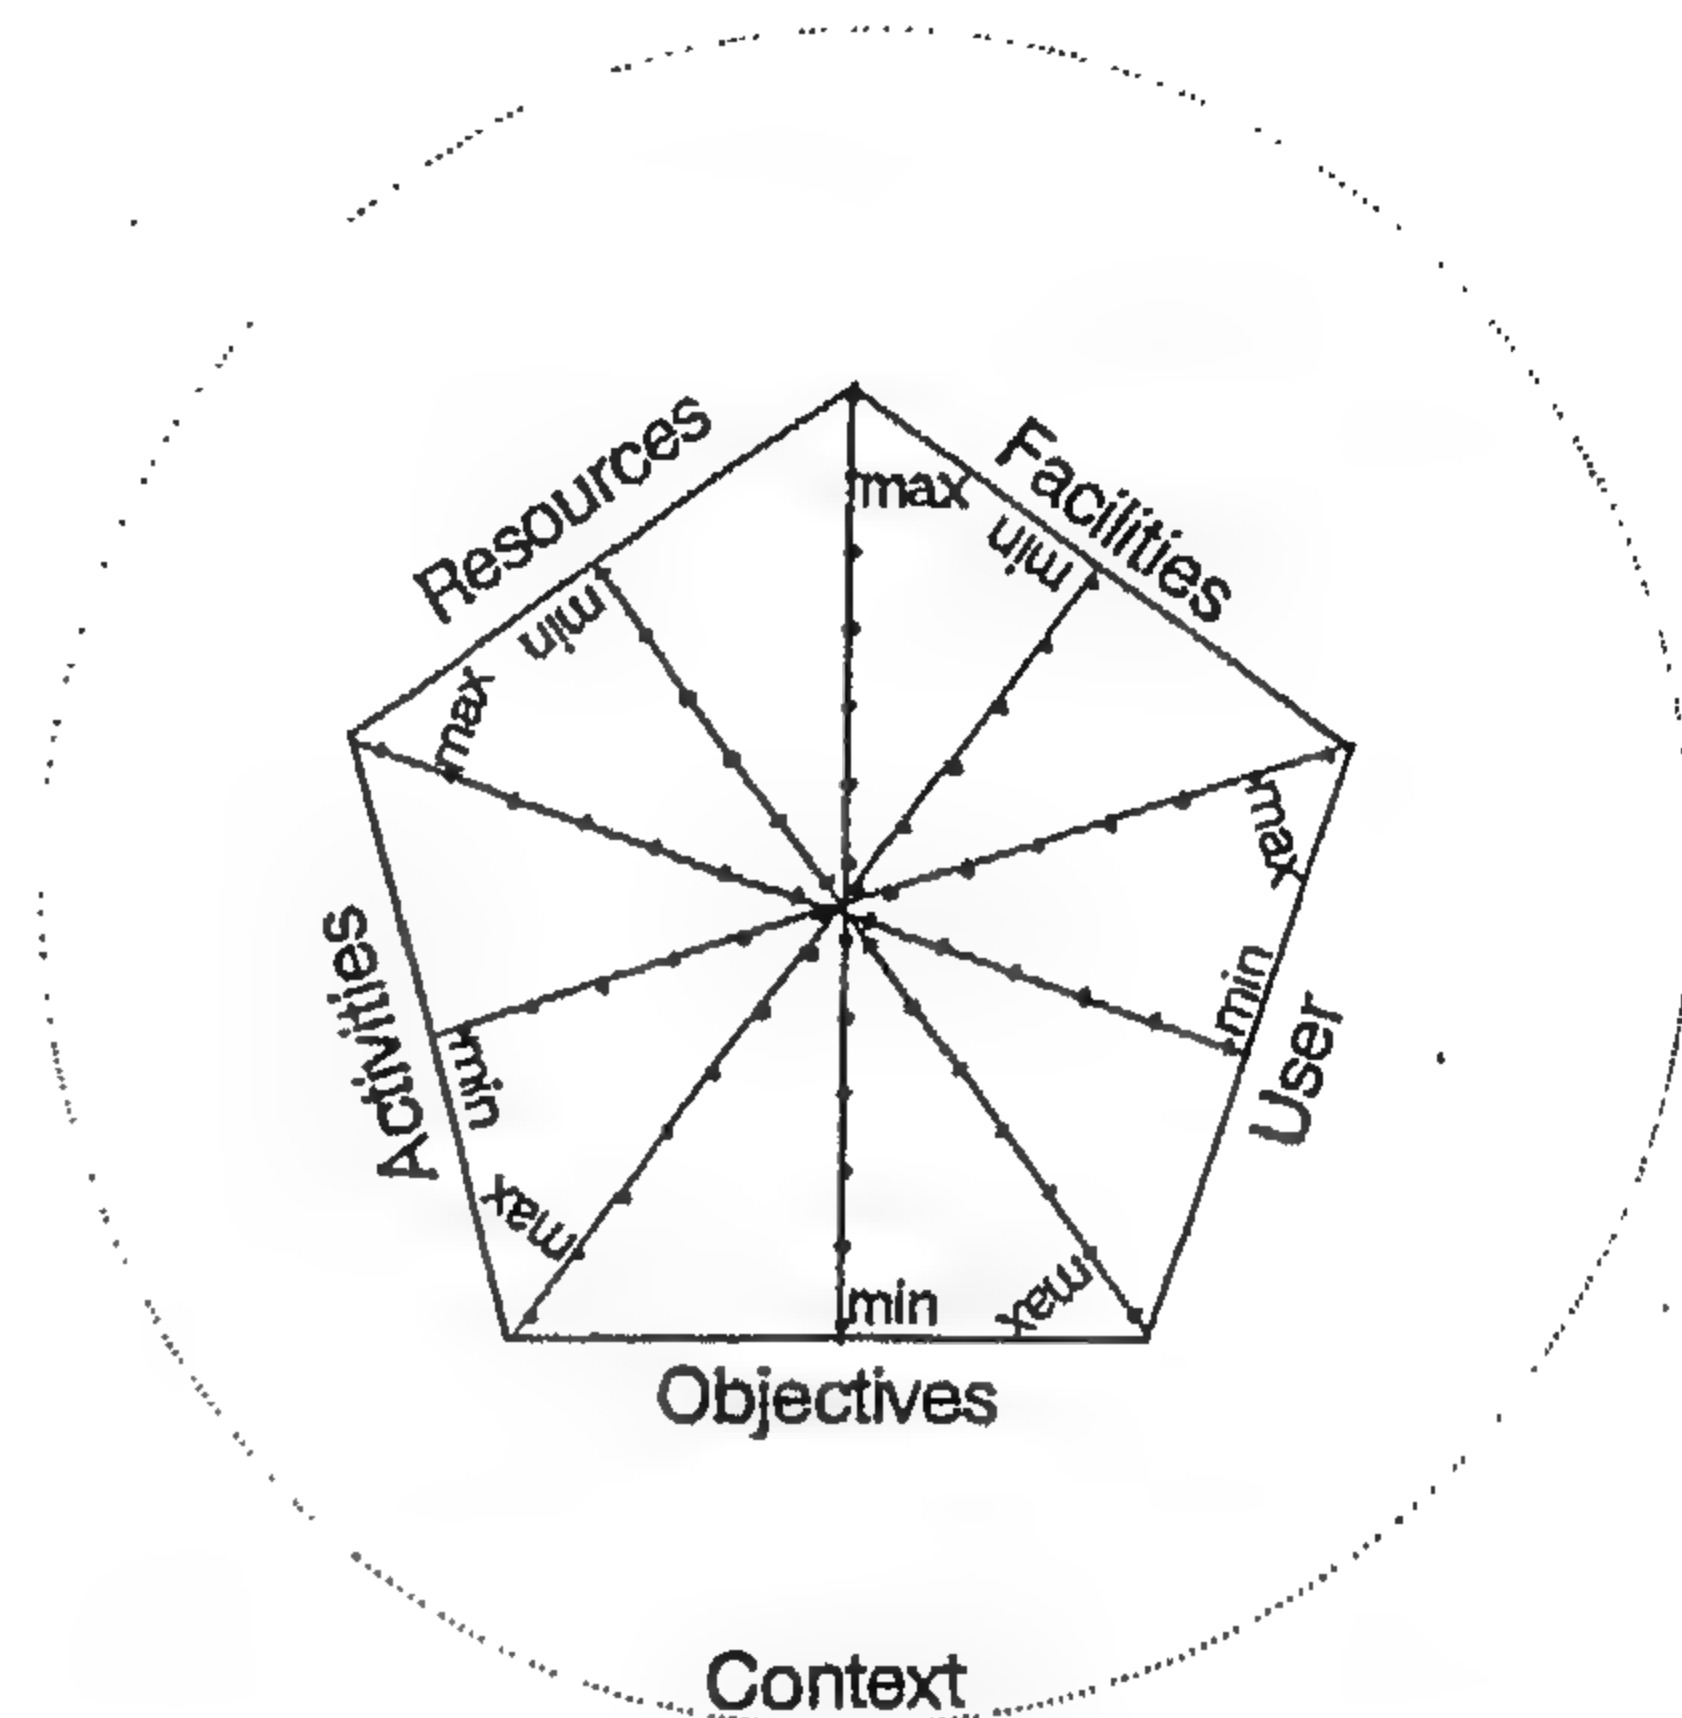 Resources
Facilities
max
min
min
max
max
Activities
min
User
min
max
min
max
Objectives
Context